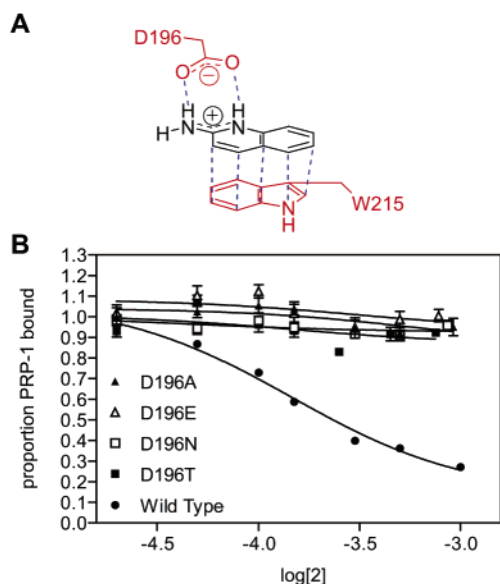 A
D196
O
O
H
H
N
N
H
N
H
W215
B
proportion PRP-1 bound
1.3
1.2
1.1
1.0
0.9
0.8
0.7
0.6
0.5
0.4
0.3
0.2
0.1
0.0
D196A
D196E
D196N
D196T
Wild Type
-4.5
-4.0
-3.5
-3.0
log[2]